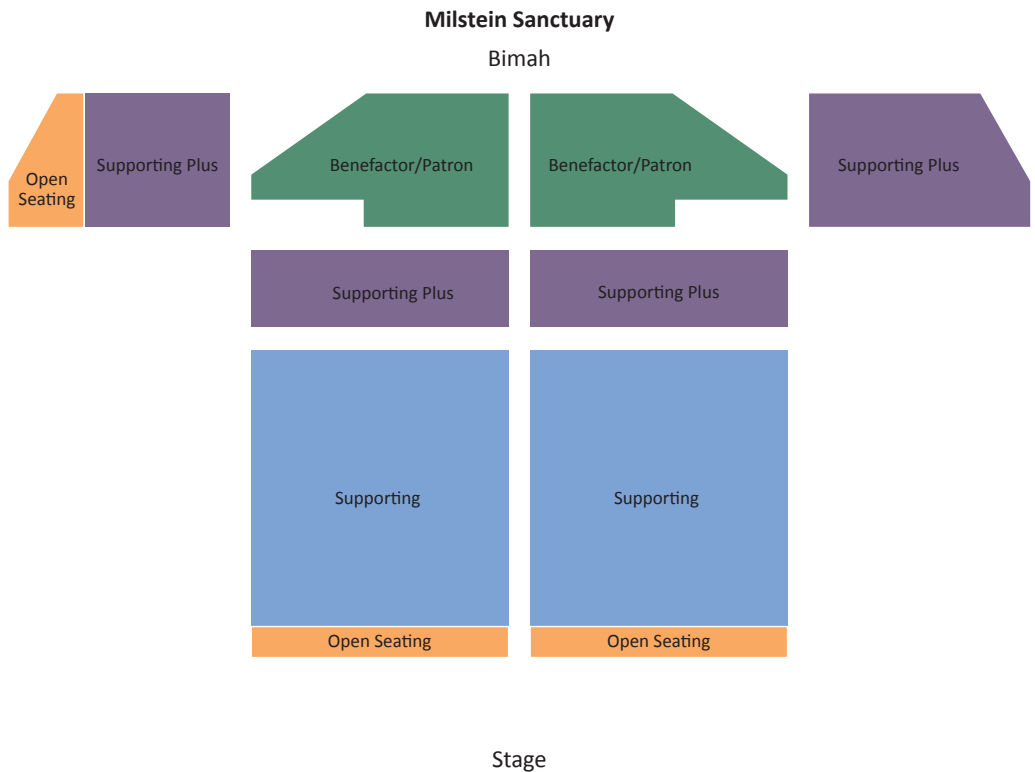 Milstein Sanctuary
Bimah
Open
Seating
Supporting Plus
Benefactor/Patron
Benefactor/Patron
Supporting Plus
Supporting Plus
Supporting Plus
Supporting
Supporting
Open Seating
Open Seating
Stage